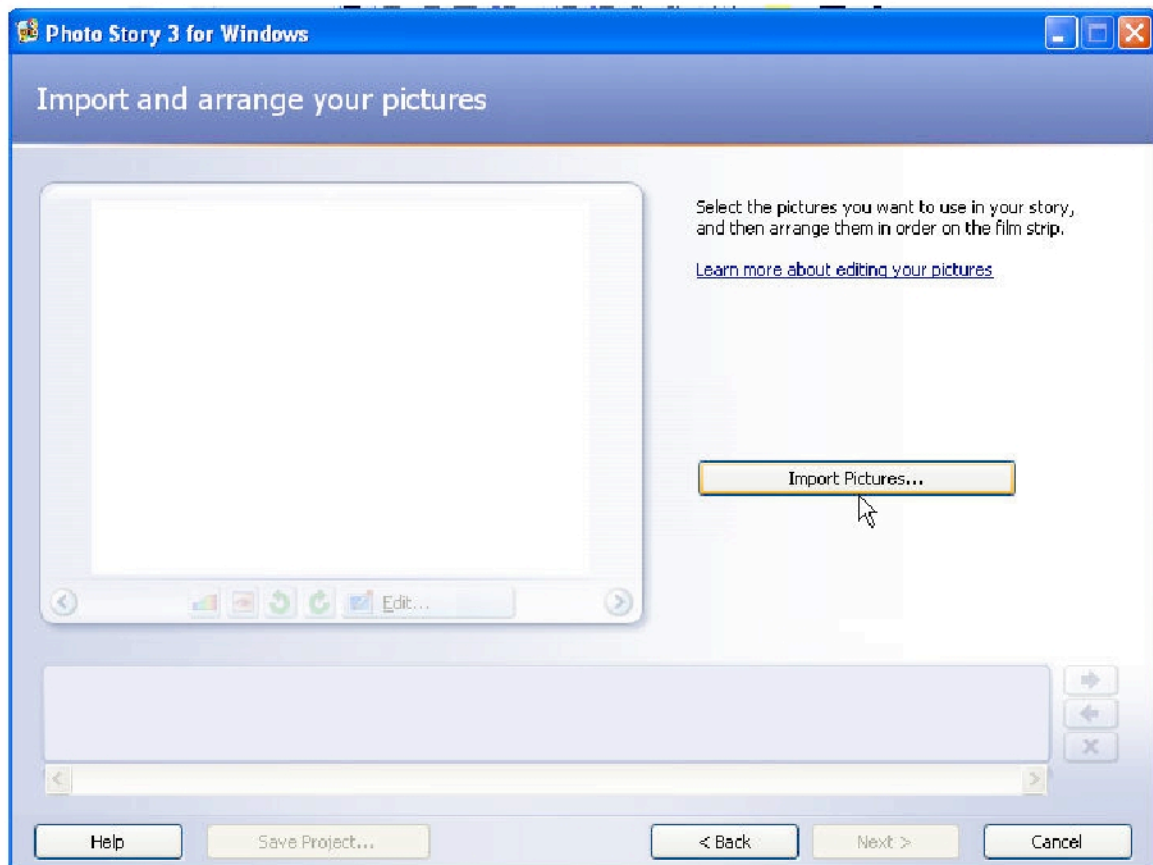 Photo Story 3 for Windows
Import and arrange your pictures
Select the pictures you want to use in your story,
and then arrange them in order on the film strip.
Learn more about editing your pictures
Import Pictures...
Edit...
Help
Save Project...
< Back
Next >
Cancel